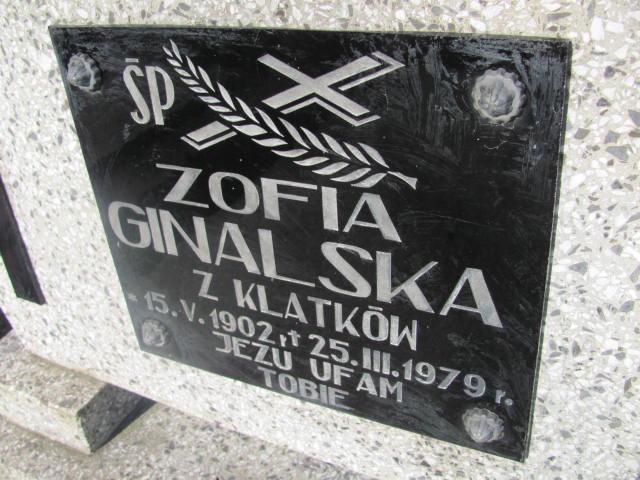 ŚP
ZOFIA
GINALSKA
Z KLATKÓW
* 15.V.1902 r. † 25.III.1979 r.
JEZU UFAM
TOBIE